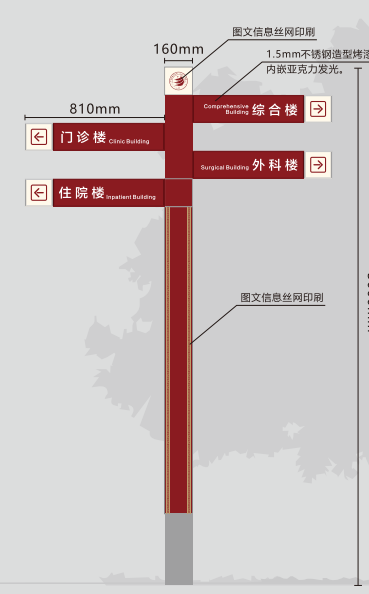 图文信息丝网印刷
160mm
1.5mm不锈钢造型烤漆
内嵌亚克力发光。
810mm
Comprehensive
Building
综合楼
门诊楼 Clinic Building
Surgical Building 外科楼
住院楼 Inpatient Building
图文信息丝网印刷